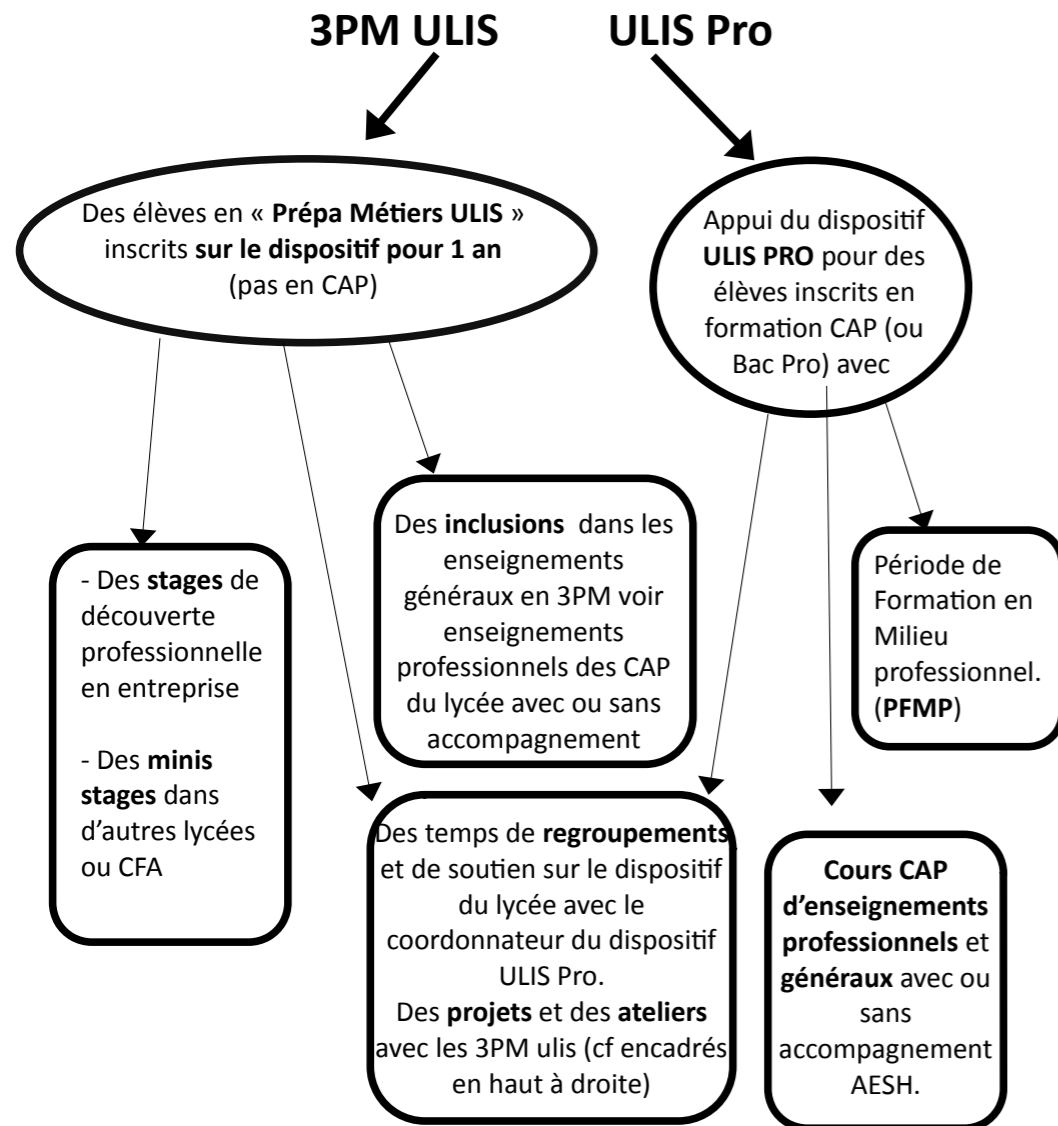 3PM ULIS
ULIS Pro
Des élèves en « Prépa Métiers ULIS »
inscrits sur le dispositif pour 1 an
(pas en CAP)
Appui du dispositif
ULIS PRO pour des
élèves inscrits en
formation CAP (ou
Bac Pro) avec
- Des stages de
découverte
professionnelle
en entreprise
- Des minis
stages dans
d’autres lycées
ou CFA
Des inclusions dans les
enseignements
généraux en 3PM voir
enseignements
professionnels des CAP
du lycée avec ou sans
accompagnement
Période de
Formation en
Milieu
professionnel.
(PFMP)
Des temps de regroupements
et de soutien sur le dispositif
du lycée avec le
coordonnateur du dispositif
ULIS Pro.
Des projets et des ateliers
avec les 3PM ulis (cf encadrés
en haut à droite)
Cours CAP
d’enseignements
professionnels et
généraux avec ou
sans
accompagnement
AESH.